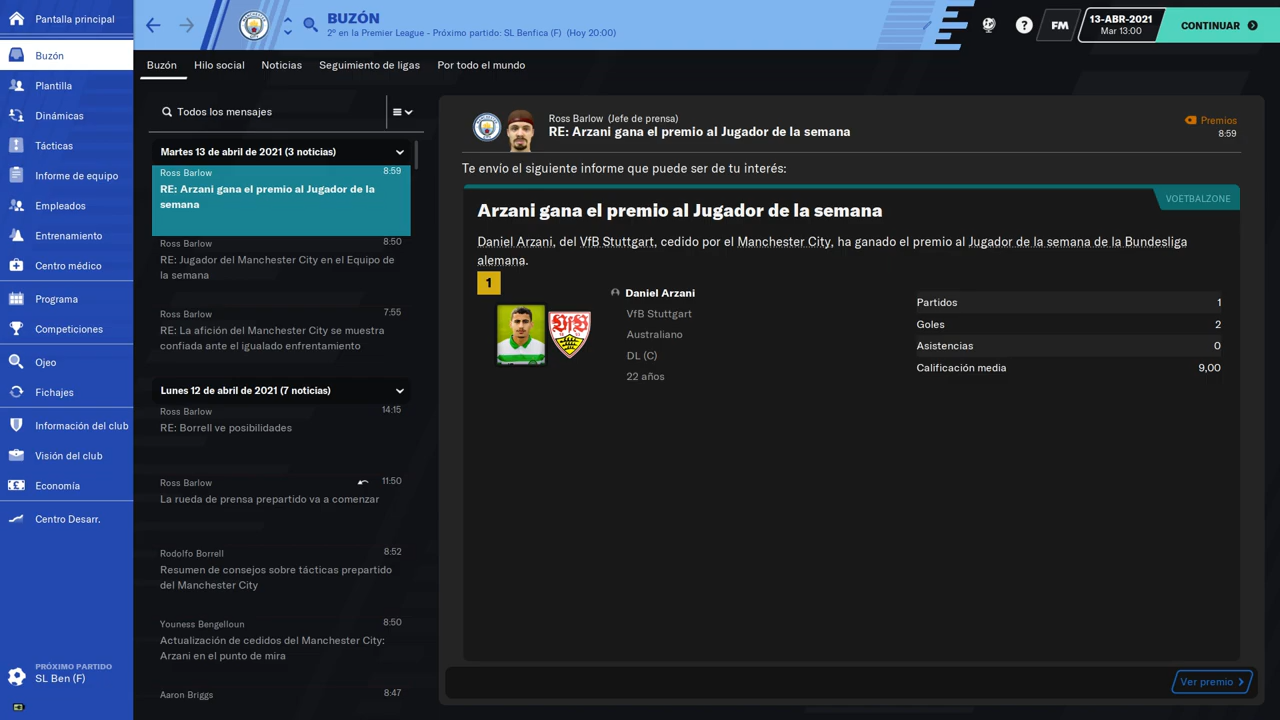 Pantalla principal
Buzón
Plantilla
Dinámicas
Tácticas
Informe de equipo
Empleados
Entrenamiento
Centro médico
Programa
Competiciones
Ojeo
Fichajes
Información del club
Visión del club
Economía
Centro Desarr.
PRÓXIMO PARTIDO
SL Ben (F)
BUZÓN
2º en la Premier League - Próximo partido: SL Benfica (F) (Hoy 20:00)
?
FM
13-ABR-2021
Mar 13:00
CONTINUAR
Buzón
Hilo social
Noticias
Seguimiento de ligas
Por todo el mundo
Todos los mensajes
Martes 13 de abril de 2021 (3 noticias)
Ross Barlow 8:59
RE: Arzani gana el premio al Jugador de la
semana
Ross Barlow 8:50
RE: Jugador del Manchester City en el Equipo de
la semana
Ross Barlow 7:55
RE: La afición del Manchester City se muestra
confiada ante el igualado enfrentamiento
Lunes 12 de abril de 2021 (7 noticias)
Ross Barlow 14:15
RE: Borrell ve posibilidades
Ross Barlow 11:50
La rueda de prensa prepartido va a comenzar
Rodolfo Borrell 8:52
Resumen de consejos sobre tácticas prepartido
del Manchester City
Youness Bengelloun 8:50
Actualización de cedidos del Manchester City:
Arzani en el punto de mira
Aaron Briggs 8:47
Ross Barlow (Jefe de prensa)
RE: Arzani gana el premio al Jugador de la semana
Premios
8:59
Te envío el siguiente informe que puede ser de tu interés:
VOETBALZONE
Arzani gana el premio al Jugador de la semana
Daniel Arzani, del VfB Stuttgart, cedido por el Manchester City, ha ganado el premio al Jugador de la semana de la Bundesliga
alemana.
1
Daniel Arzani
VfB Stuttgart
Australiano
DL (C)
22 años
Partidos 1
Goles 2
Asistencias 0
Calificación media 9,00
Ver premio